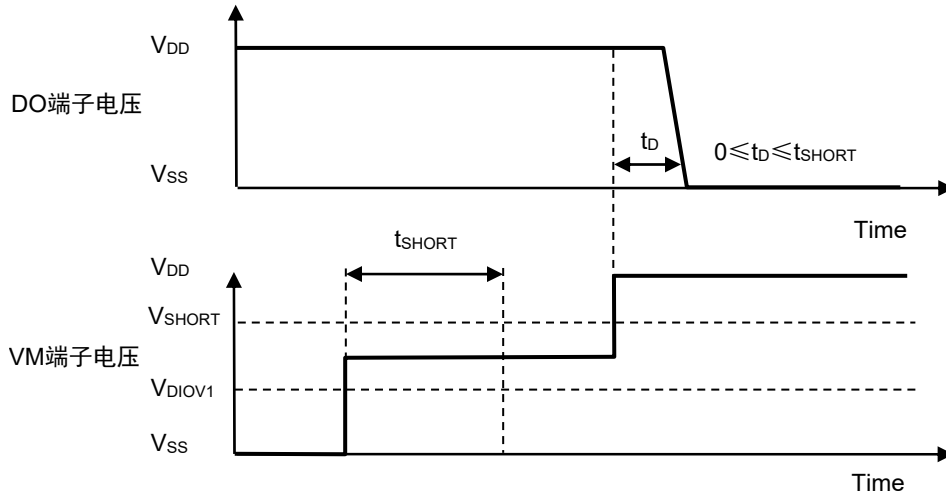 VDD
DO端子电压
tD
0≦tD≦tSHORT
VSS
Time
tSHORT
VDD
VSHORT
VM端子电压
VDIOV1
VSS
Time